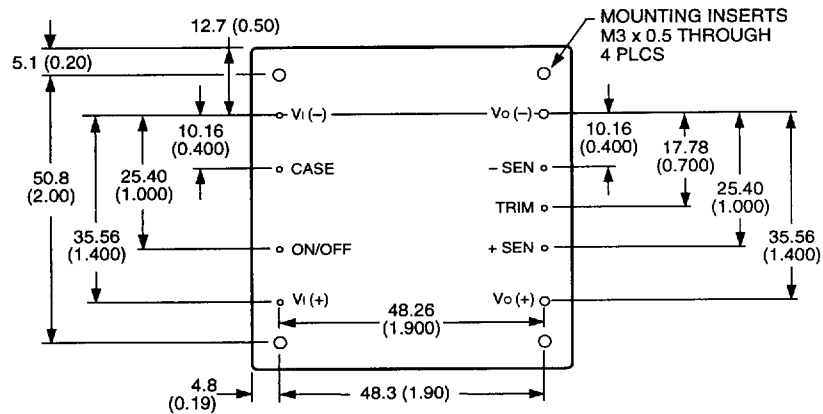 12.7 (0.50)
MOUNTING INSERTS
M3 x 0.5 THROUGH
4 PLCS
5.1 (0.20)
VI (–)
VO (–)
10.16
(0.400)
10.16
(0.400)
17.78
(0.700)
50.8
(2.00)
25.40
(1.000)
CASE
– SEN
25.40
(1.000)
TRIM
35.56
(1.400)
35.56
(1.400)
ON/OFF
+ SEN
VI (+)
VO (+)
48.26
(1.900)
4.8
(0.19)
48.3 (1.90)